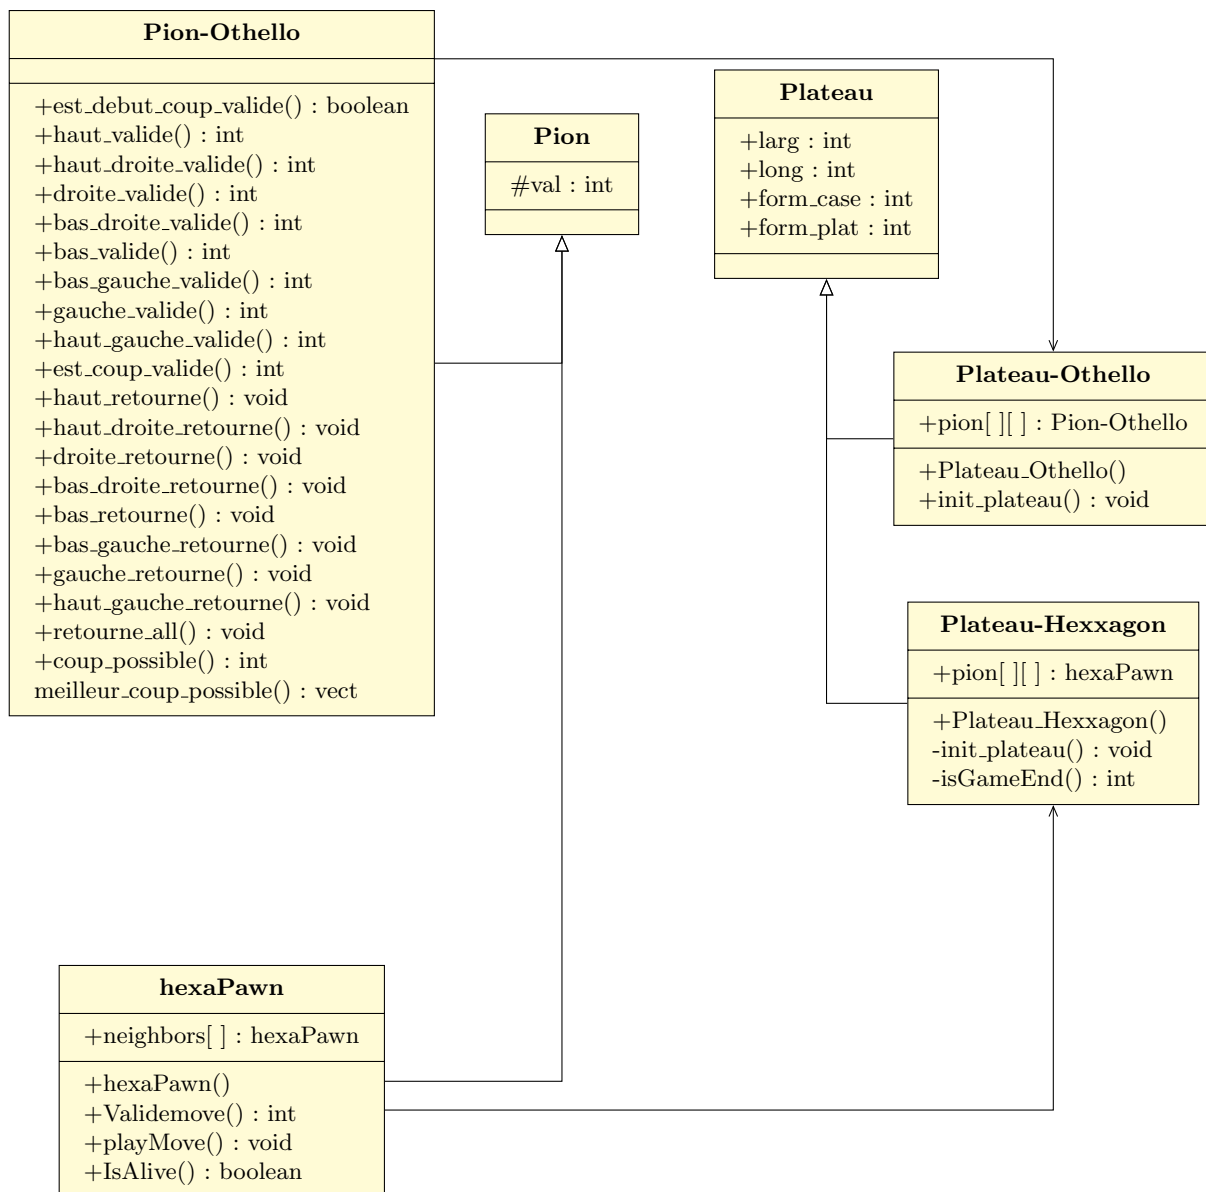 Pion-Othello
+est_debut_coup_valide() : boolean
+haut_valide() : int
+haut_droite_valide() : int
+droite_valide() : int
+bas_droite_valide() : int
+bas_valide() : int
+bas_gauche_valide() : int
+gauche_valide() : int
+haut_gauche_valide() : int
+est_coup_valide() : int
+haut_retourne() : void
+haut_droite_retourne() : void
+droite_retourne() : void
+bas_droite_retourne() : void
+bas_retourne() : void
+bas_gauche_retourne() : void
+gauche_retourne() : void
+haut_gauche_retourne() : void
+retourne_all() : void
+coup_possible() : int
meilleur_coup_possible() : vect
Pion
#val : int
Plateau
+larg : int
+long : int
+form_case : int
+form_plat : int
Plateau-Othello
+pion[ ][ ] : Pion-Othello
+Plateau_Othello()
+init_plateau() : void
Plateau-Hexxagon
+pion[ ][ ] : hexaPawn
+Plateau_Hexxagon()
-init_plateau() : void
-isGameEnd() : int
hexaPawn
+neighbors[ ] : hexaPawn
+hexaPawn()
+Validemove() : int
+playMove() : void
+IsAlive() : boolean